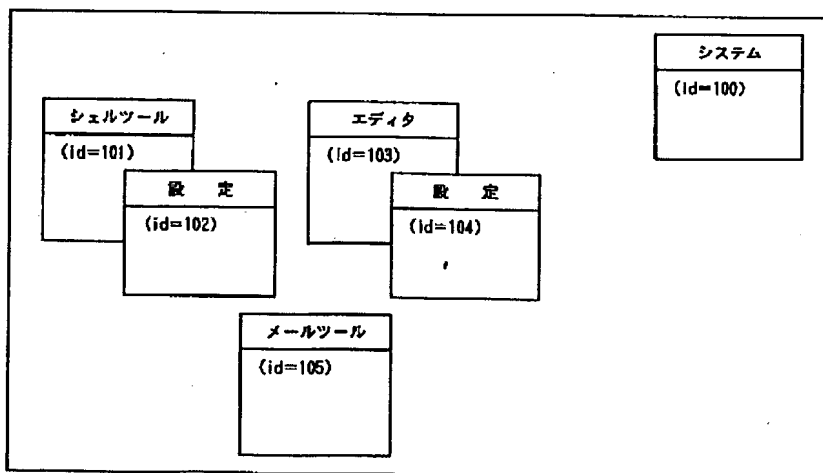 システム
(id=100)
シェルツール
(id=101)
エディタ
(id=103)
設　定
(id=102)
設　定
(id=104)
メールツール
(id=105)